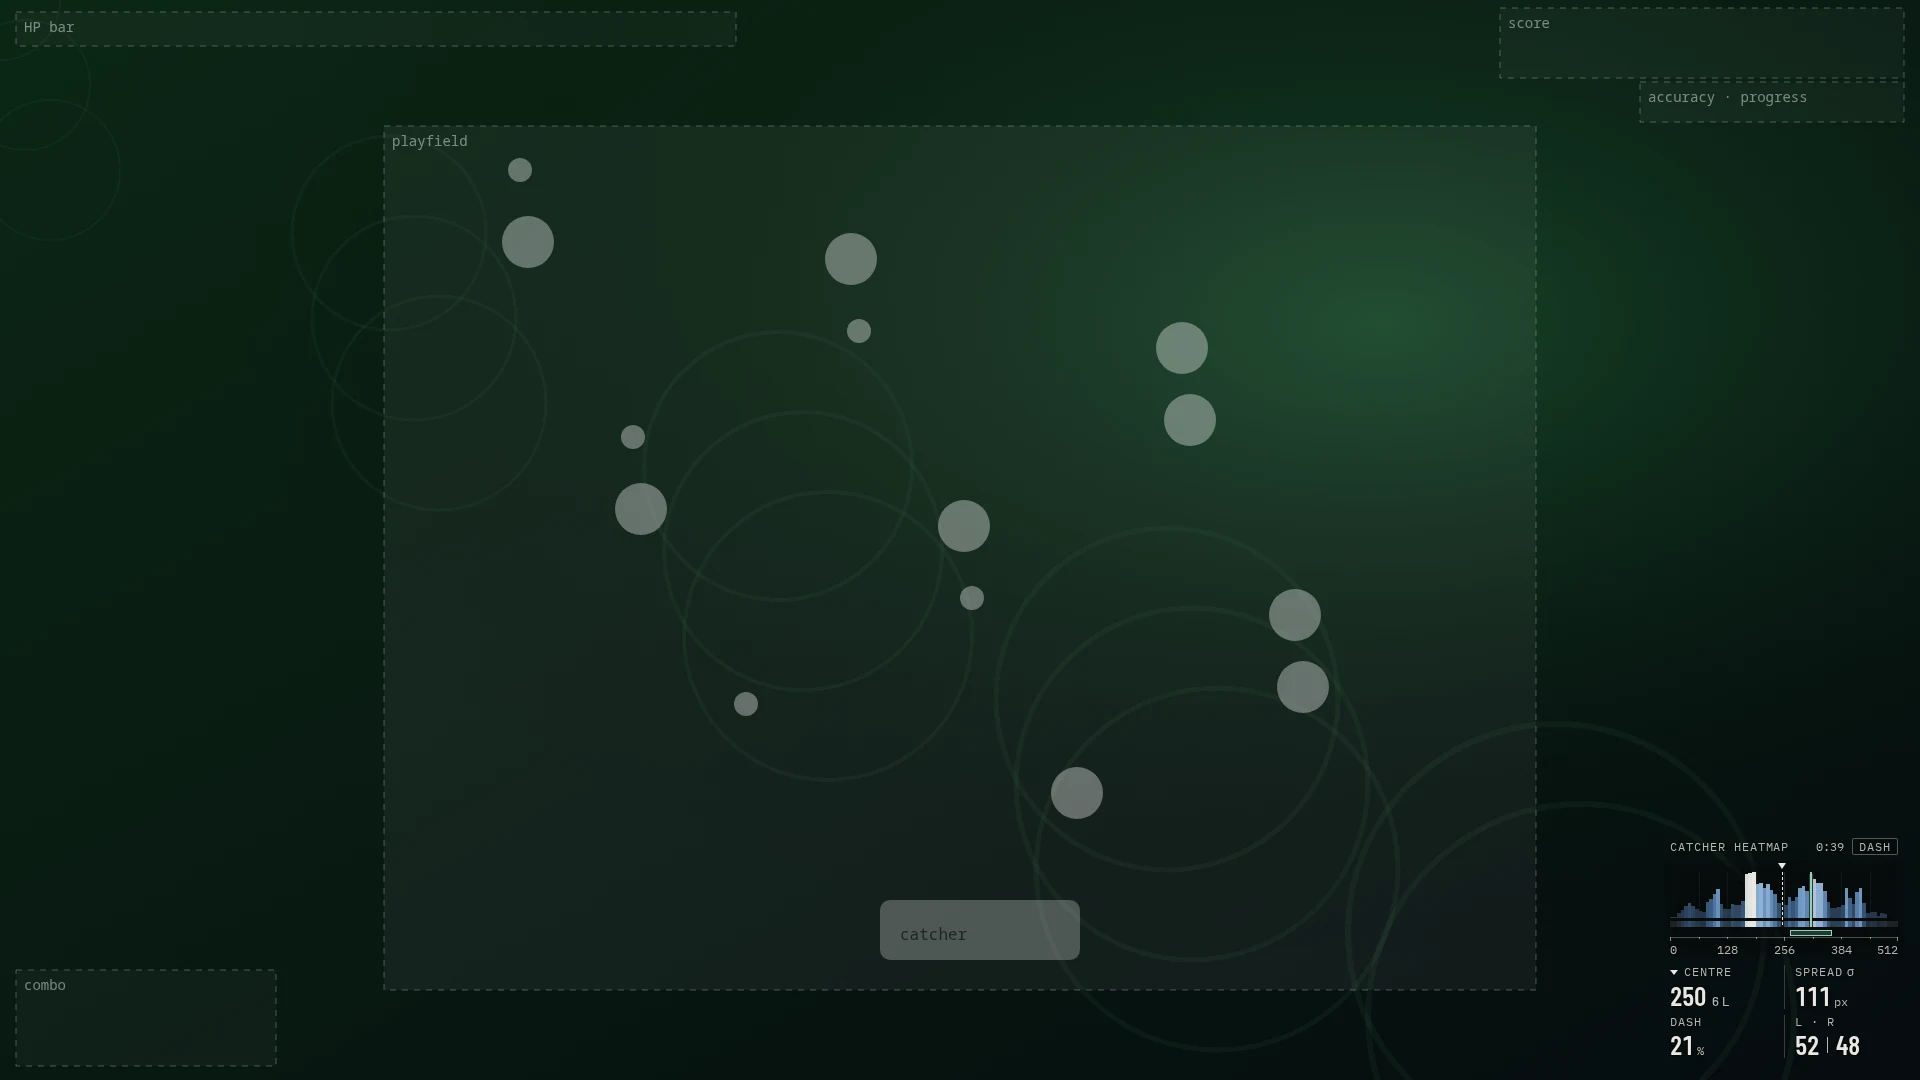 HP bar
score
accuracy · progress
playfield
catcher
combo
CATCHER HEATMAP 0:39 DASH
0 128 256 384 512
CENTRE SPREAD σ
250 6 L 111 px
DASH L · R
21 % 52 48